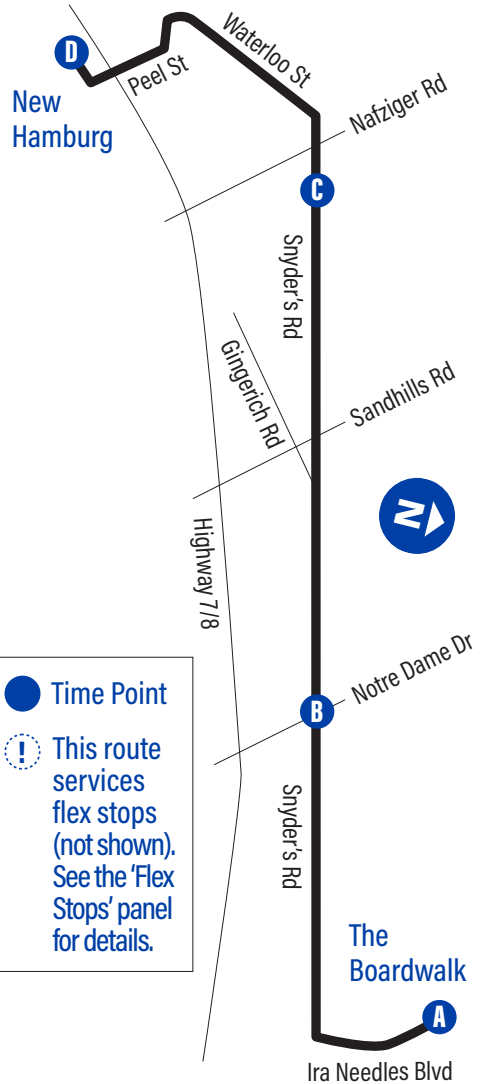 D
New
Hamburg
Peel St
Waterloo St
Nafziger Rd
C
Snyder's Rd
Gingerich Rd
Sandhills Rd
N
Highway 7/8
Notre Dame Dr
B
Time Point
! This route
services
flex stops
(not shown).
See the 'Flex
Stops' panel
for details.
Snyder's Rd
The
Boardwalk
A
Ira Needles Blvd